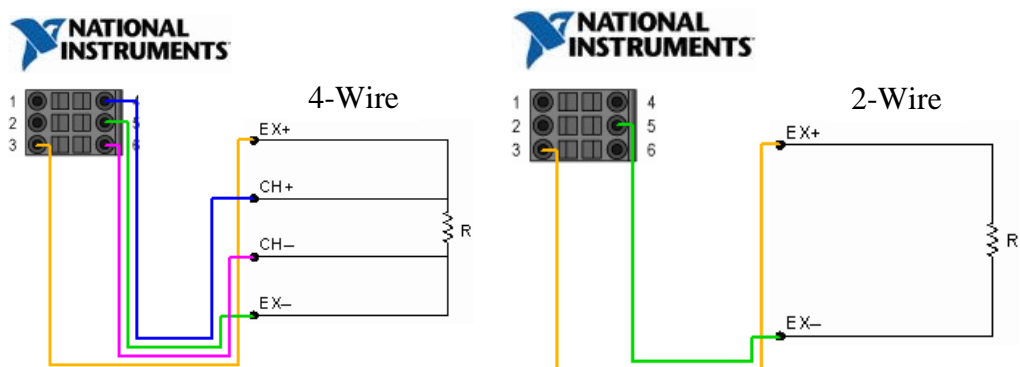 NATIONAL
INSTRUMENTS
4-Wire
1
4
2
5
3
6
EX+
CH+
CH–
EX–
R
NATIONAL
INSTRUMENTS
2-Wire
1
4
2
5
3
6
EX+
EX–
R